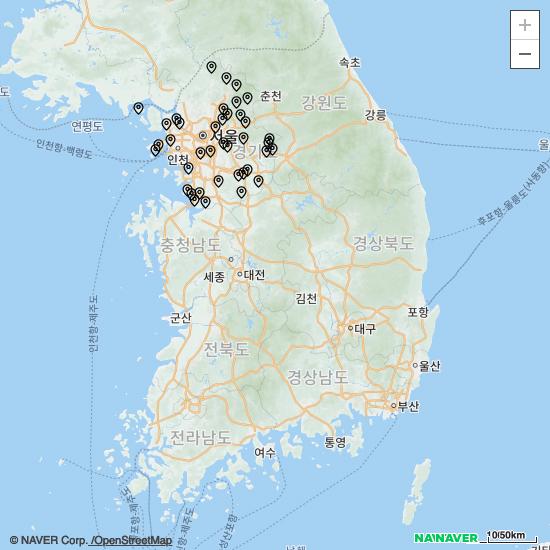 +
−
속초
춘천
강원도
강릉
연평도
서울
인천항-백령도
인천
경기도
후포항-울릉도(사동항)
충청남도
경상북도
세종
대전
김천
인천항-제주도
군산
포항
대구
전라북도
울산
경상남도
부산
전라남도
통영
여수
© NAVER Corp. /OpenStreetMap
NAVER
10/50km